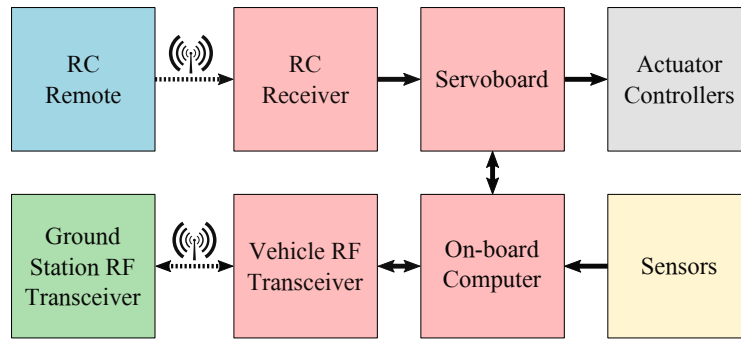 RC
Remote
RC
Receiver
Servoboard
Actuator
Controllers
Ground
Station RF
Transceiver
Vehicle RF
Transceiver
On-board
Computer
Sensors